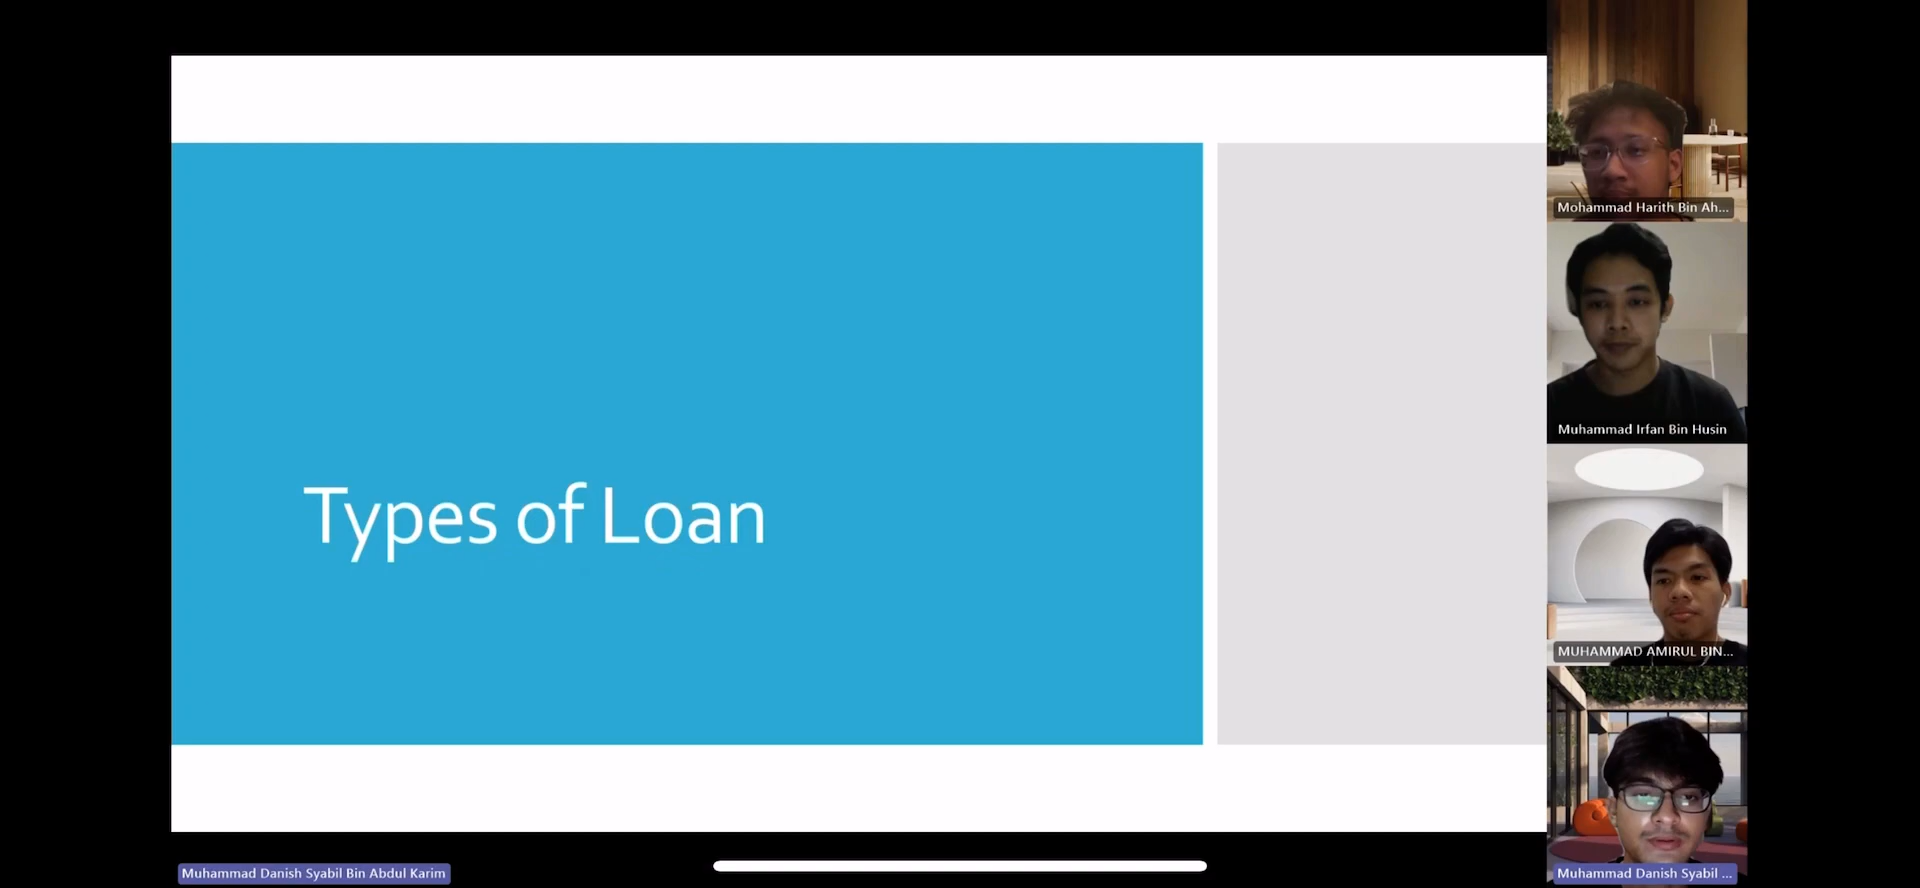 Types of Loan
Mohammad Harith Bin Ah...
Muhammad Irfan Bin Husin
MUHAMMAD AMIRUL BIN...
Muhammad Danish Syabil ...
Muhammad Danish Syabil Bin Abdul Karim